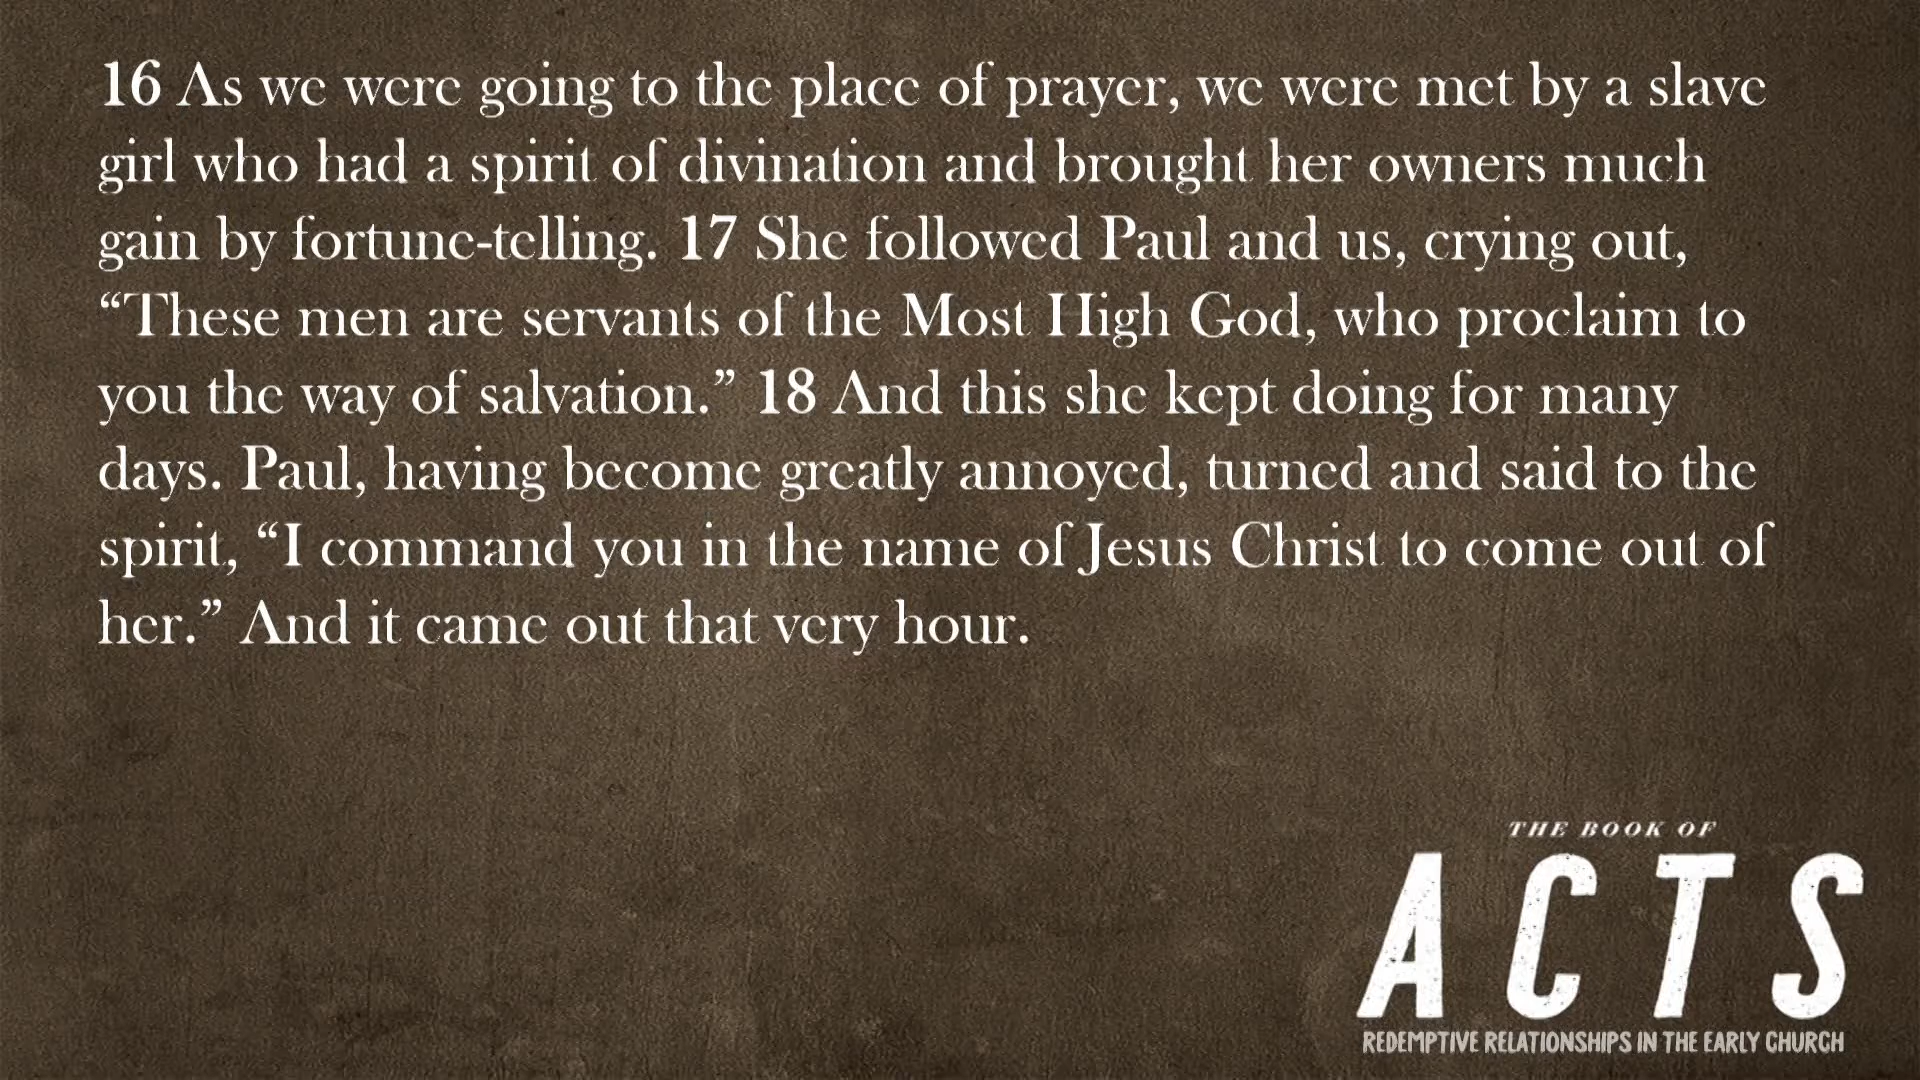 16 As we were going to the place of prayer, we were met by a slave
girl who had a spirit of divination and brought her owners much
gain by fortune-telling. 17 She followed Paul and us, crying out,
“These men are servants of the Most High God, who proclaim to
you the way of salvation.” 18 And this she kept doing for many
days. Paul, having become greatly annoyed, turned and said to the
spirit, “I command you in the name of Jesus Christ to come out of
her.” And it came out that very hour.
THE BOOK OF
ACTS
REDEMPTIVE RELATIONSHIPS IN THE EARLY CHURCH